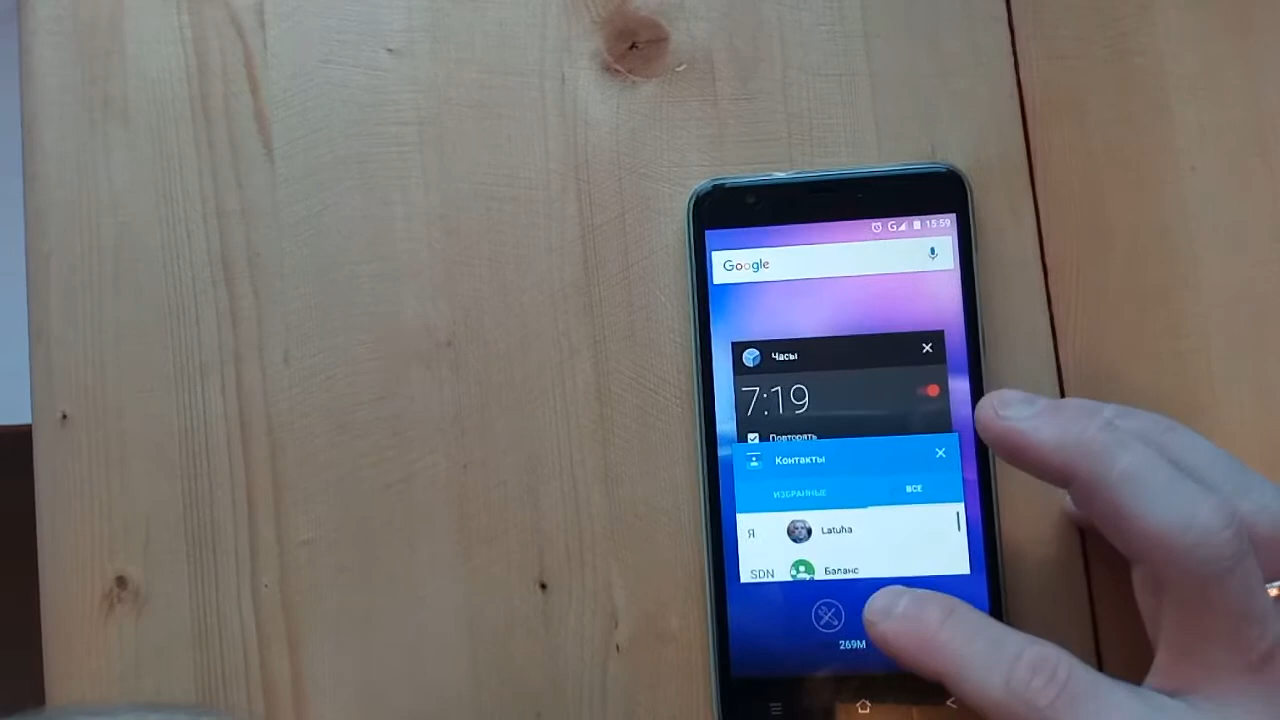 G 15:59
Google
Часы
7:19
Повторять
Контакты
ИЗБРАННЫЕ ВСЕ
Я Latuha
SDN Баланс
269M